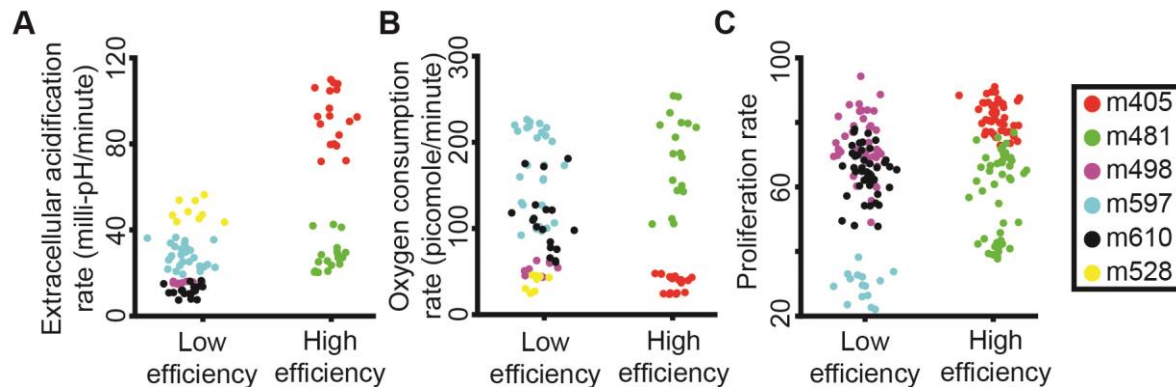 A
Extracellular acidification
rate (milli-pH/minute)
120
80
40
0
Low
efficiency
High
efficiency
B
Oxygen consumption
rate (picomole/minute)
300
200
100
0
Low
efficiency
High
efficiency
C
Proliferation rate
100
60
20
Low
efficiency
High
efficiency
m405
m481
m498
m597
m610
m528